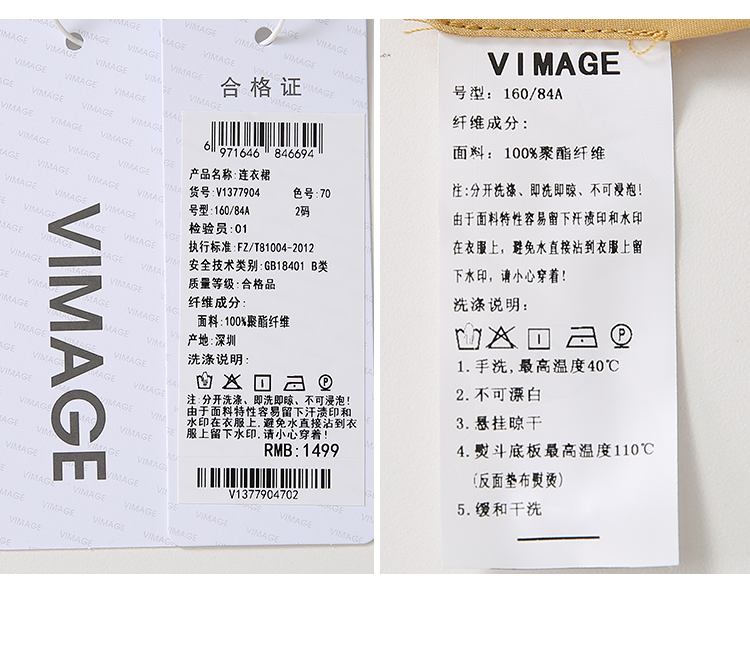 VIMAGE
合格证
6 971646 846694
产品名称:连衣裙
货号:V1377904 色号:70
号型:160/84A 2码
检验员:01
执行标准:FZ/T81004-2012
安全技术类别:GB18401 B类
质量等级:合格品
纤维成分:
面料:100%聚酯纤维
产地:深圳
洗涤说明:
注:分开洗涤、即洗即晾、不可浸泡!
由于面料特性容易留下汗渍印和
水印在衣服上.避免水直接沾到衣
服上留下水印.请小心穿着!
RMB:1499
V1377904702
VIMAGE
号型: 160/84A
纤维成分:
面料: 100%聚酯纤维
注:分开洗涤、即洗即晾、不可浸泡!
由于面料特性容易留下汗渍印和水印
在衣服上，避免水直接沾到衣服上留
下水印，请小心穿着!
洗涤说明:
1.手洗,最高温度40℃
2.不可漂白
3.悬挂晾干
4.熨斗底板最高温度110℃
(反面垫布熨烫)
5.缓和干洗